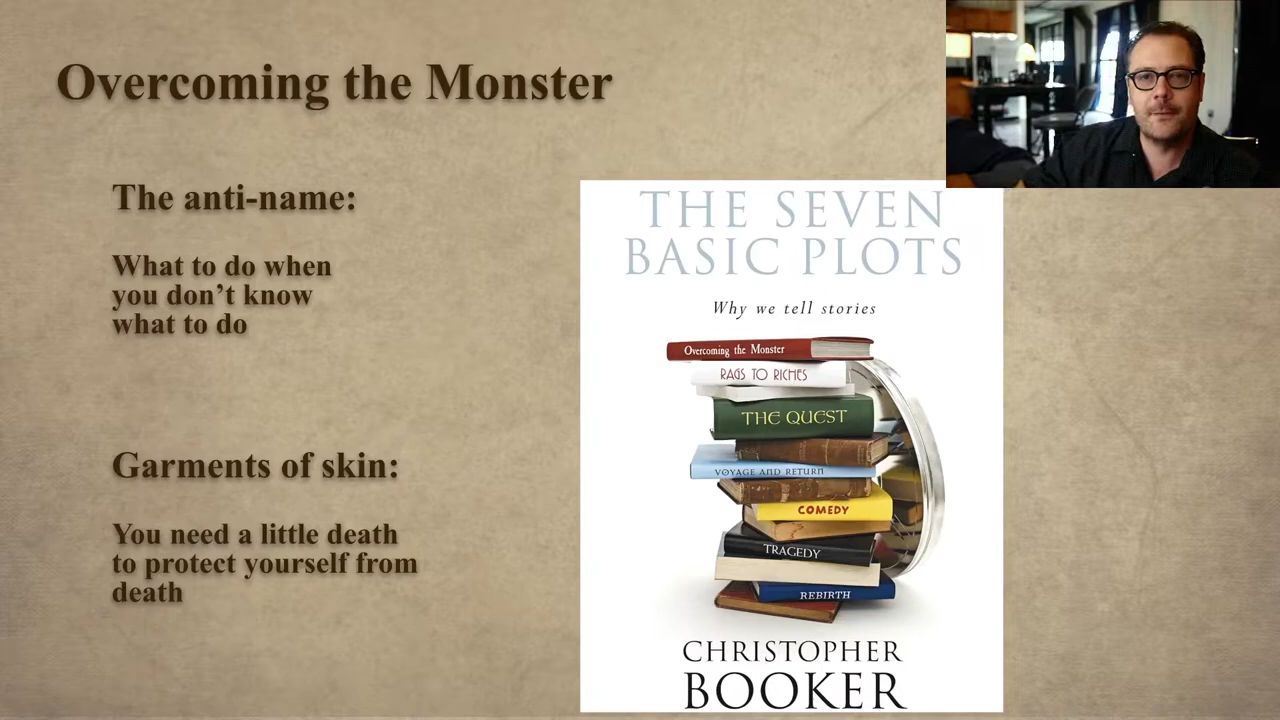 Overcoming the Monster
The anti-name:
What to do when
you don’t know
what to do
Garments of skin:
You need a little death
to protect yourself from
death
THE SEVEN
BASIC PLOTS
Why we tell stories
Overcoming the Monster
RAGS TO RICHES
THE QUEST
VOYAGE AND RETURN
COMEDY
TRAGEDY
REBIRTH
CHRISTOPHER
BOOKER